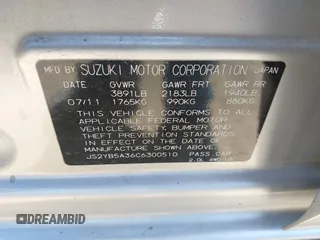 MFD BY SUZUKI MOTOR CORPORATION JAPAN
DATE GVWR GAWR FRT GAWR RR
3891LB 2183LB 1940LB
07/11 1765KG 990KG 880KG
THIS VEHICLE CONFORMS TO ALL
APPLICABLE FEDERAL MOTOR
VEHICLE SAFETY, BUMPER AND
THEFT PREVENTION STANDARDS
IN EFFECT ON THE DATE OF
MANUFACTURE SHOWN ABOVE.
JS2YB5A36C6300510 PASS.CAR
2.0L